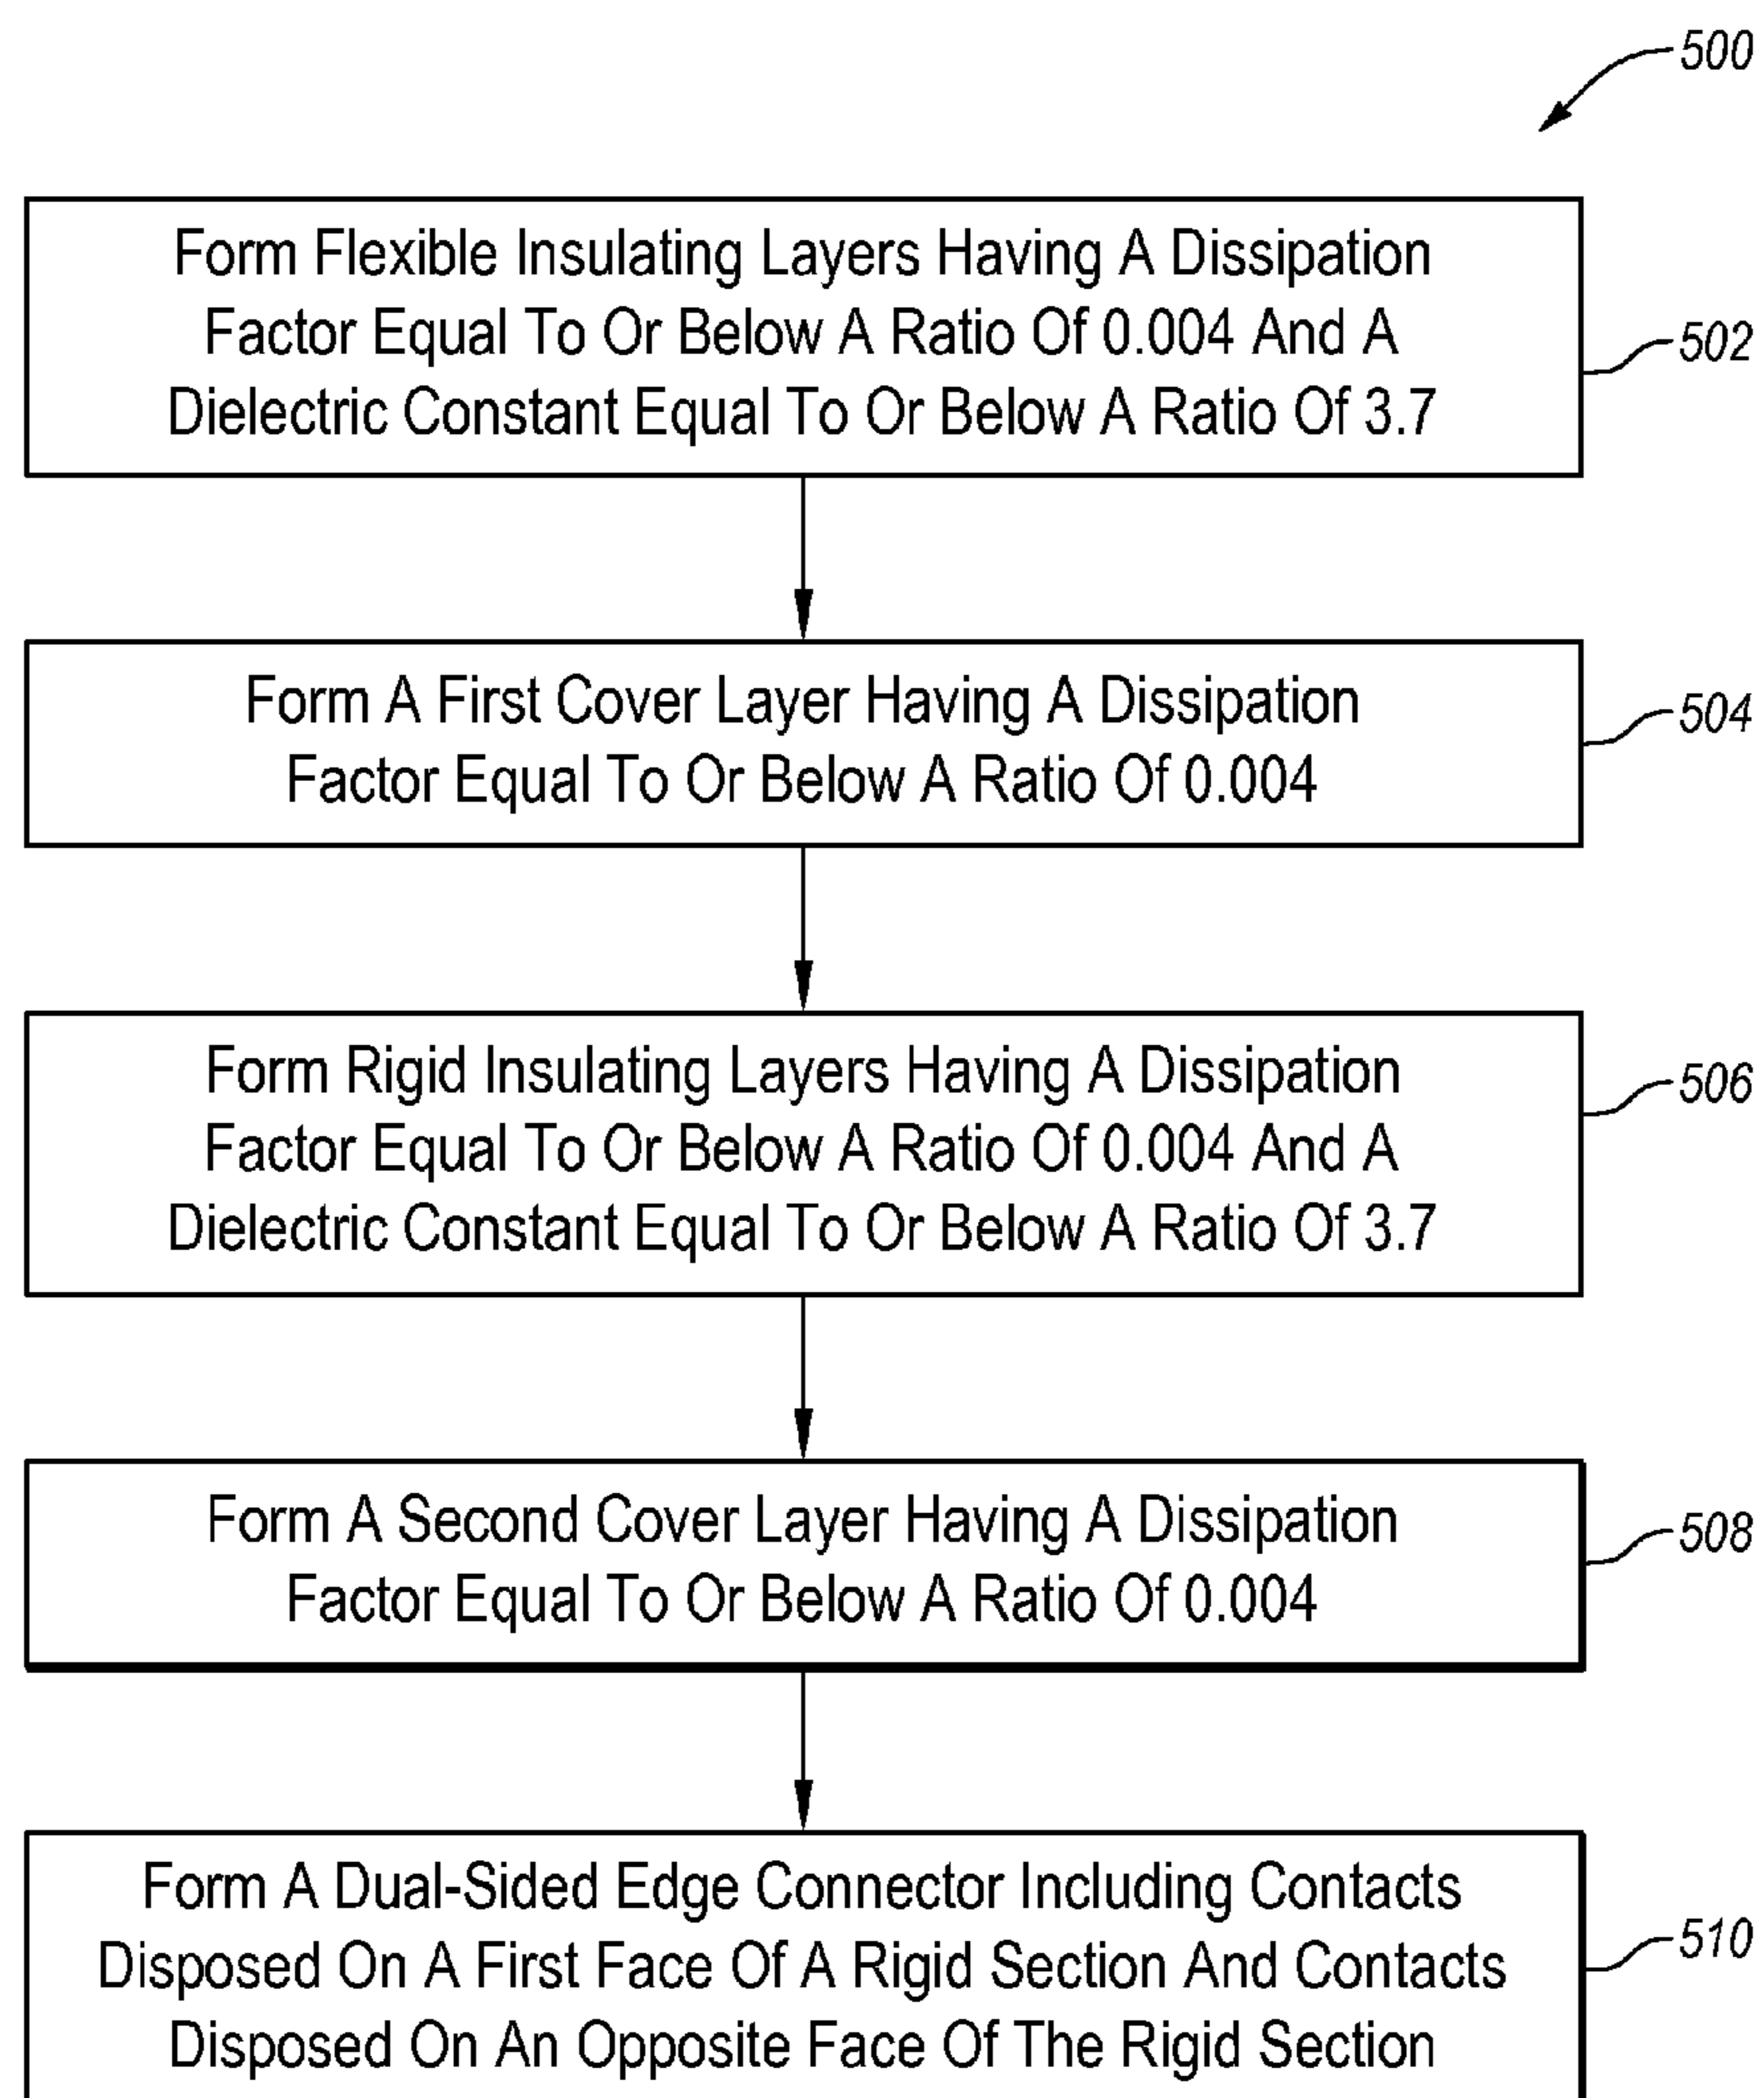 500
Form Flexible Insulating Layers Having A Dissipation
Factor Equal To Or Below A Ratio Of 0.004 And A
Dielectric Constant Equal To Or Below A Ratio Of 3.7
502
Form A First Cover Layer Having A Dissipation
Factor Equal To Or Below A Ratio Of 0.004
504
Form Rigid Insulating Layers Having A Dissipation
Factor Equal To Or Below A Ratio Of 0.004 And A
Dielectric Constant Equal To Or Below A Ratio Of 3.7
506
Form A Second Cover Layer Having A Dissipation
Factor Equal To Or Below A Ratio Of 0.004
508
Form A Dual-Sided Edge Connector Including Contacts
Disposed On A First Face Of A Rigid Section And Contacts
Disposed On An Opposite Face Of The Rigid Section
510